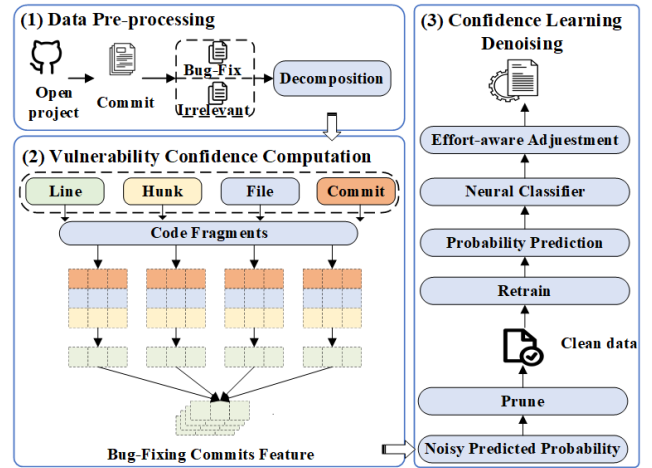 (1) Data Pre-processing
Open
project
Commit
Bug-Fix
Irrelevant
Decomposition
(2) Vulnerability Confidence Computation
Line
Hunk
File
Commit
Code Fragments
Bug-Fixing Commits Feature
(3) Confidence Learning
Denoising
Effort-aware Adjuestment
Neural Classifier
Probability Prediction
Retrain
Clean data
Prune
Noisy Predicted Probability